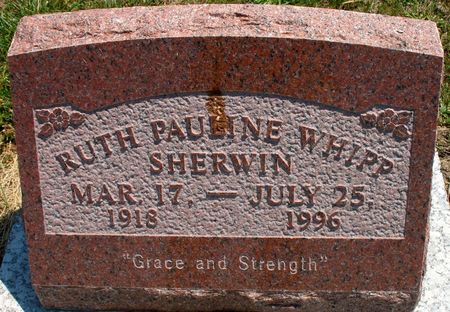 RUTH PAULINE WHIPP
SHERWIN
MAR. 17, — JULY 25,
1918 1996
"Grace and Strength"